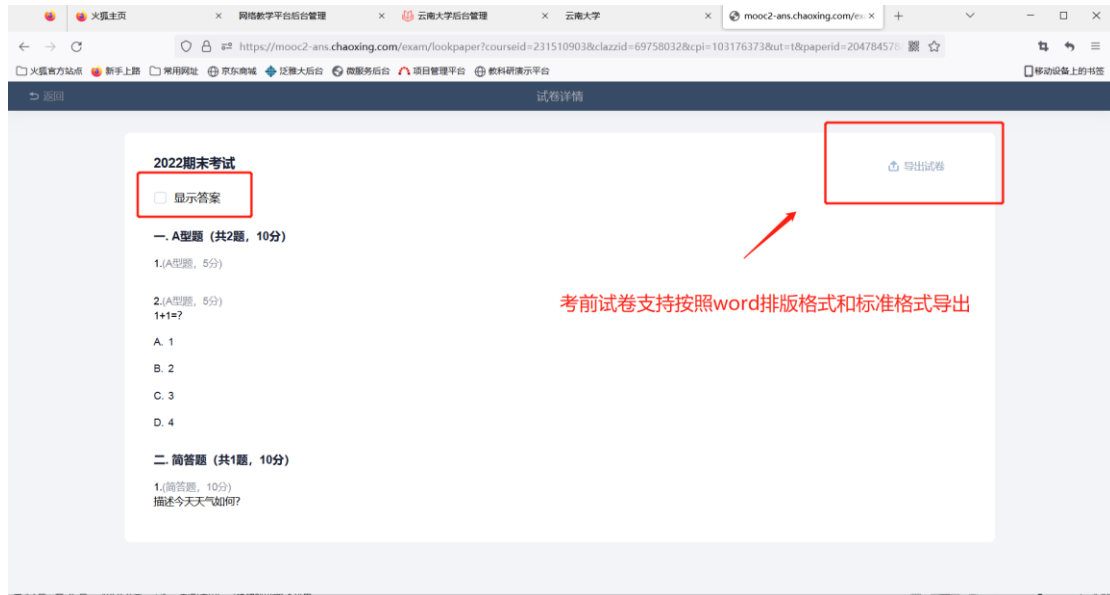 火狐主页
网络教学平台后台管理
云南大学后台管理
云南大学
mooc2-ans.chaoxing.com/ex
https://mooc2-ans.chaoxing.com/exam/lookpaper?courseid=231510903&clazzid=69758032&cpi=103176373&ut=t&paperid=204784578
火狐官方站点 新手上路 常用网址 京东商城 泛雅大后台 微服务后台 项目管理平台 教科研演示平台 移动设备上的书签
返回 试卷详情
2022期末考试 导出试卷
显示答案
一. A型题（共2题，10分）
1.(A型题，5分)
2.(A型题，5分)
1+1=?
考前试卷支持按照word排版格式和标准格式导出
A. 1
B. 2
C. 3
D. 4
二. 简答题（共1题，10分）
1.(简答题，10分)
描述今天天气如何?